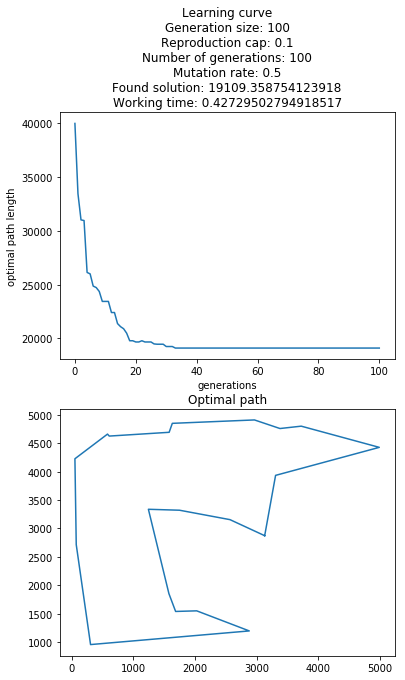 Learning curve
Generation size: 100
Reproduction cap: 0.1
Number of generations: 100
Mutation rate: 0.5
Found solution: 19109.358754123918
Working time: 0.42729502794918517
40000
35000
30000
25000
20000
optimal path length
0 20 40 60 80 100
generations
Optimal path
5000
4500
4000
3500
3000
2500
2000
1500
1000
0 1000 2000 3000 4000 5000